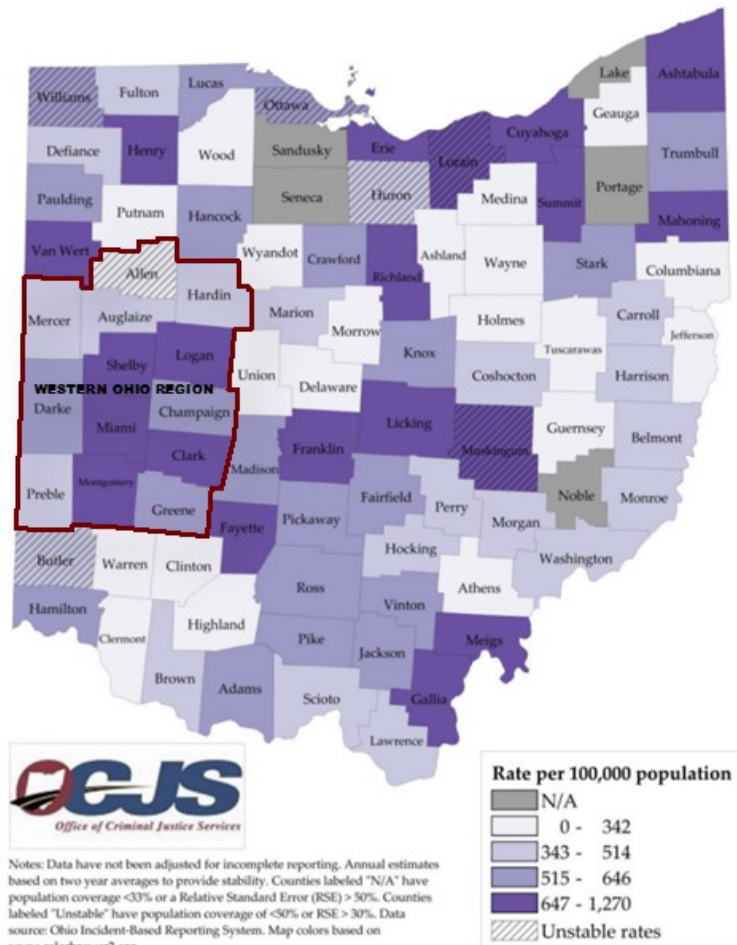 Lake
Ashtabula
Lucas
Williams
Fulton
Ottawa
Geauga
Cuyahoga
Erie
Defiance
Henry
Wood
Sandusky
Lorain
Trumbull
Portage
Paulding
Seneca
Huron
Medina
Summit
Putnam
Hancock
Mahoning
Van Wert
Wyandot
Crawford
Ashland
Wayne
Stark
Columbiana
Allen
Richland
Hardin
Mercer
Auglaize
Marion
Morrow
Holmes
Carroll
Jefferson
Tuscarawas
Shelby
Logan
Union
Knox
Coshocton
Harrison
WESTERN OHIO REGION
Delaware
Darke
Champaign
Miami
Licking
Guernsey
Belmont
Clark
Franklin
Muskingum
Madison
Preble
Montgomery
Greene
Fairfield
Noble
Monroe
Perry
Fayette
Pickaway
Morgan
Butler
Warren
Clinton
Hocking
Washington
Ross
Athens
Hamilton
Vinton
Highland
Clermont
Pike
Jackson
Meigs
Brown
Adams
Scioto
Gallia
Lawrence
OCJS
Office of Criminal Justice Services
Rate per 100,000 population
N/A
0 - 342
343 - 514
515 - 646
647 - 1,270
Unstable rates
Notes: Data have not been adjusted for incomplete reporting. Annual estimates
based on two year averages to provide stability. Counties labeled "N/A" have
population coverage <33% or a Relative Standard Error (RSE) > 50%. Counties
labeled "Unstable" have population coverage of <50% or RSE > 30%. Data
source: Ohio Incident-Based Reporting System. Map colors based on